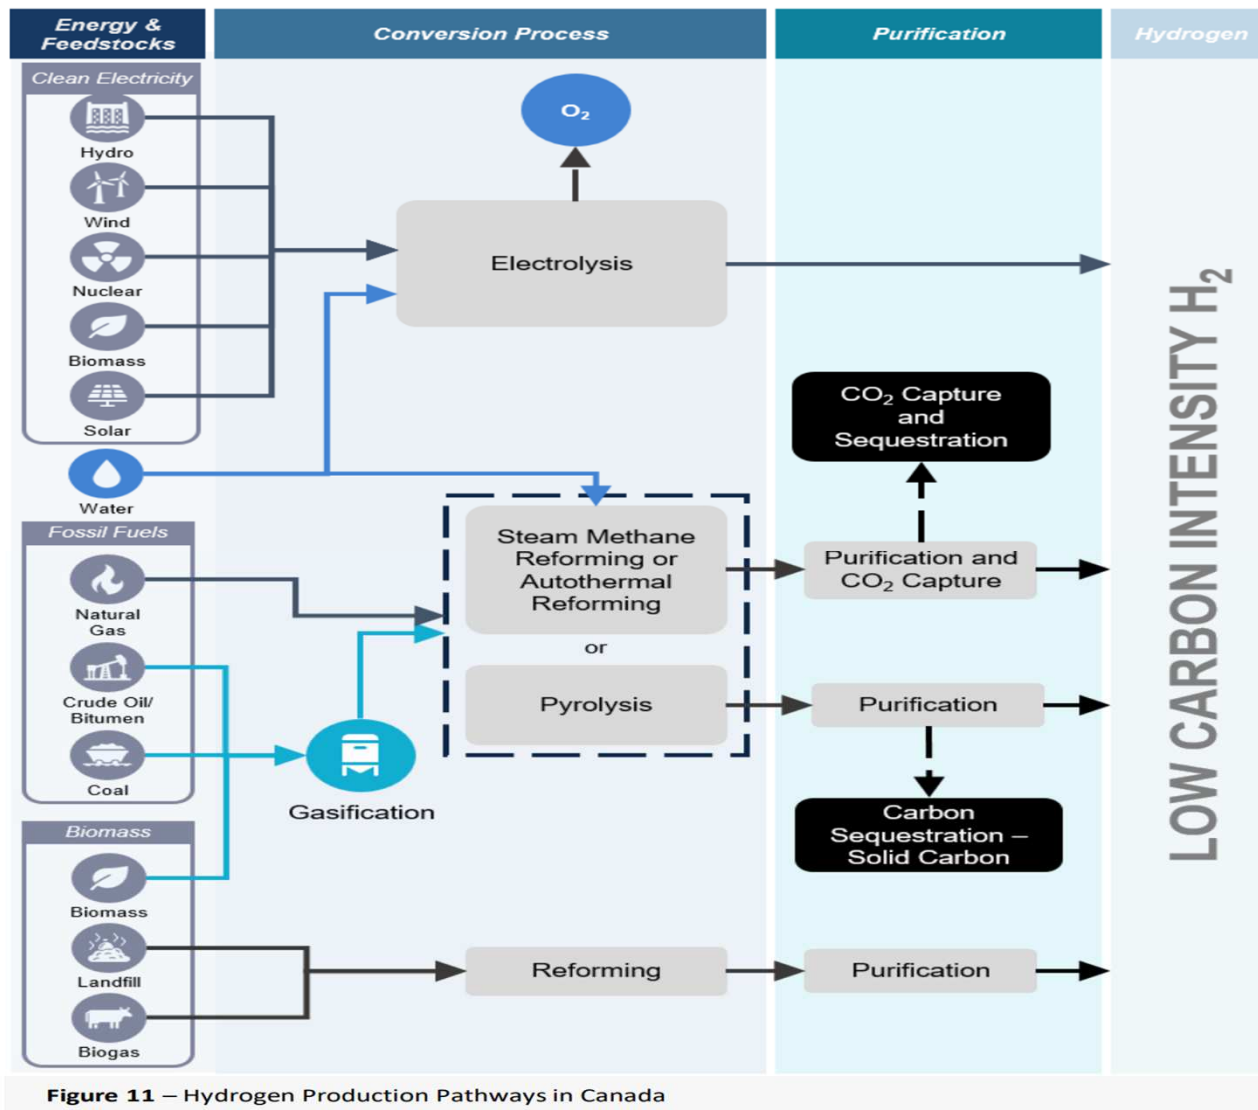 Energy &
Feedstocks
Conversion Process
Purification
Hydrogen
Clean Electricity
Hydro
Wind
Nuclear
Biomass
Solar
Water
Fossil Fuels
Natural
Gas
Crude Oil/
Bitumen
Coal
Biomass
Biomass
Landfill
Biogas
O₂
Electrolysis
Steam Methane
Reforming or
Autothermal
Reforming
or
Pyrolysis
Gasification
Reforming
CO₂ Capture
and
Sequestration
Purification and
CO₂ Capture
Purification
Carbon
Sequestration –
Solid Carbon
Purification
LOW CARBON INTENSITY H₂
Figure 11 – Hydrogen Production Pathways in Canada